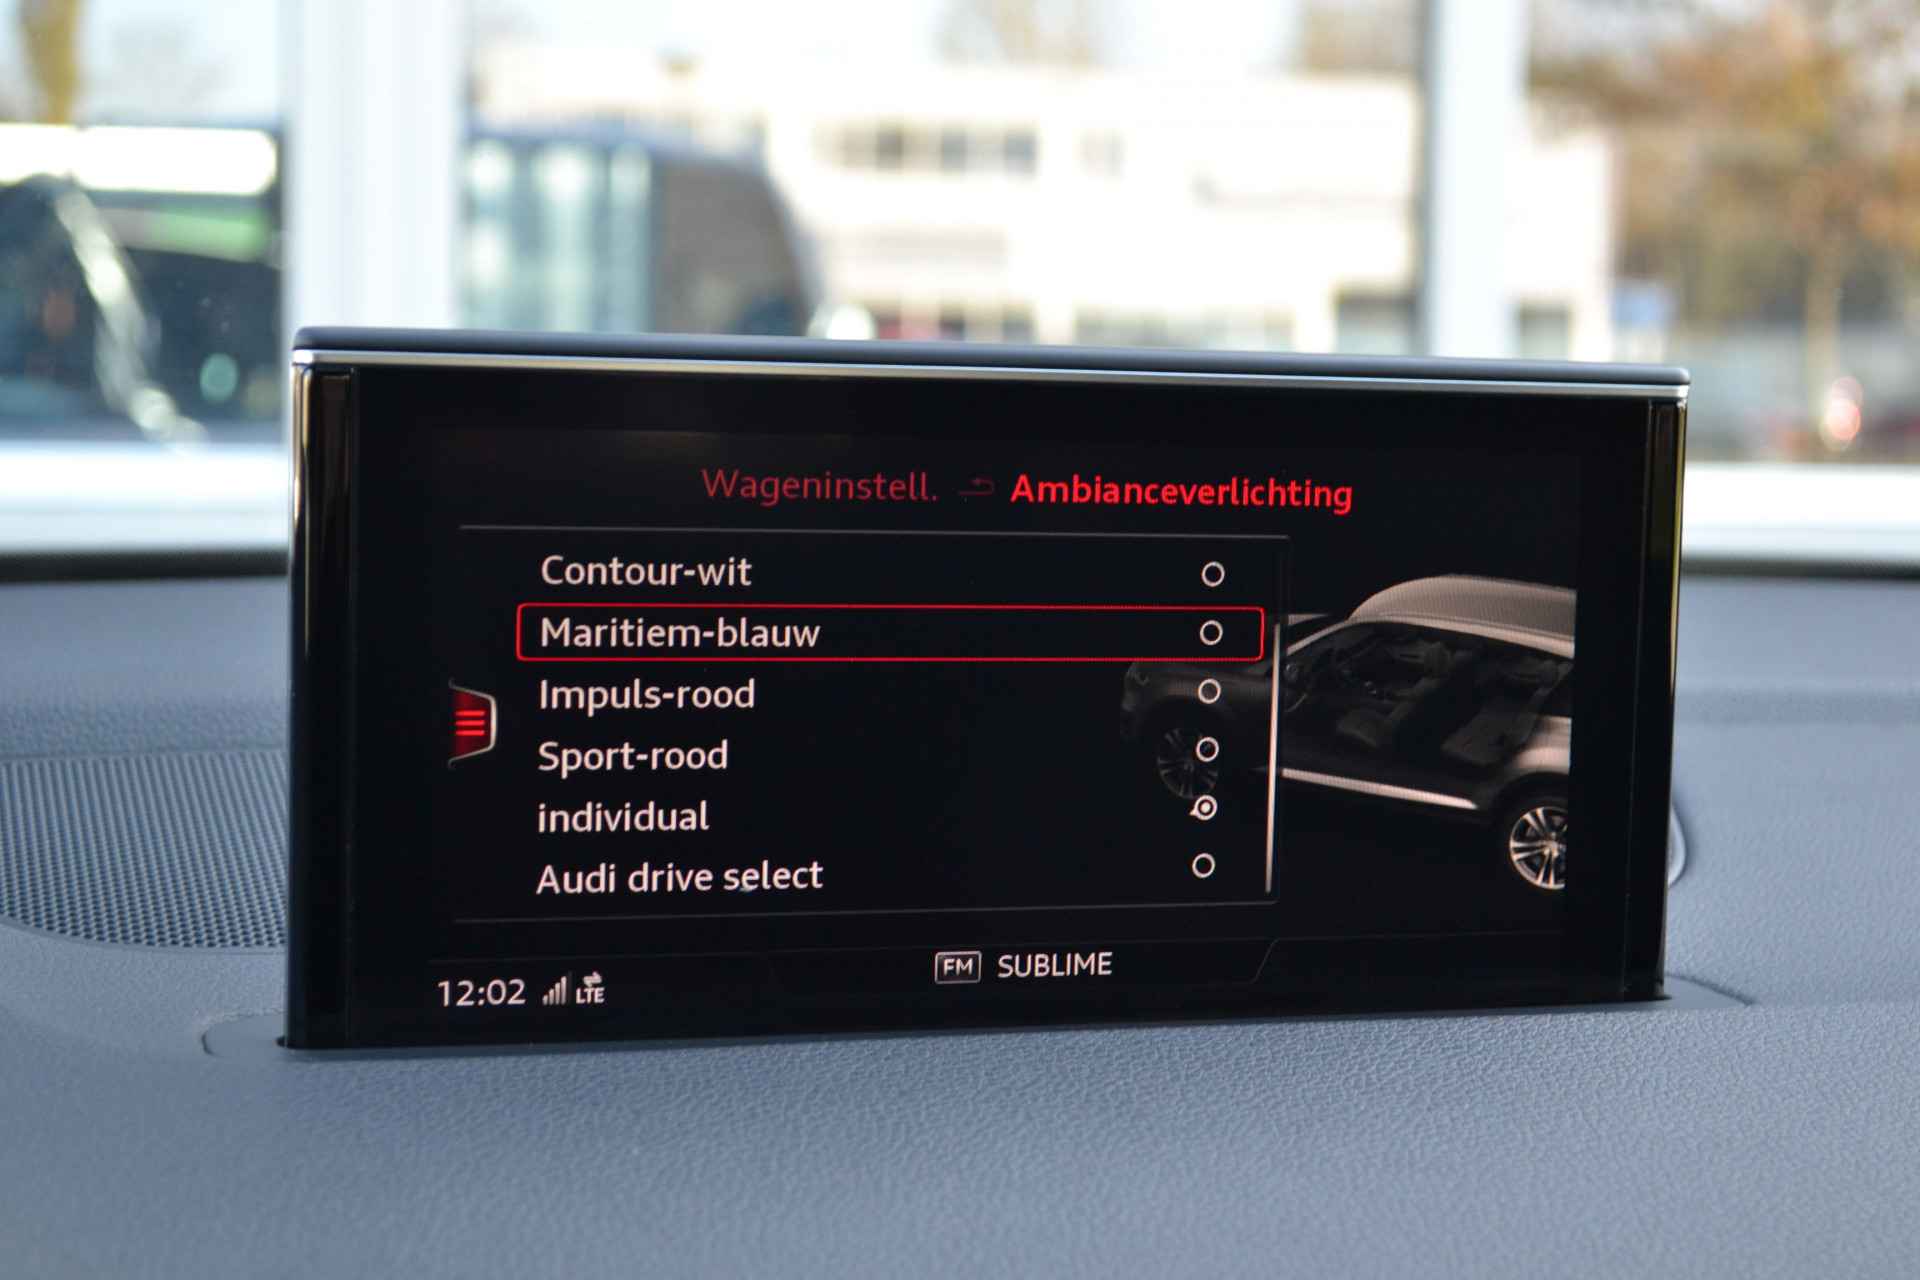 Wageninstell. Ambianceverlichting
Contour-wit
Maritiem-blauw
Impuls-rood
Sport-rood
individual
Audi drive select
FM SUBLIME
12:02 LTE